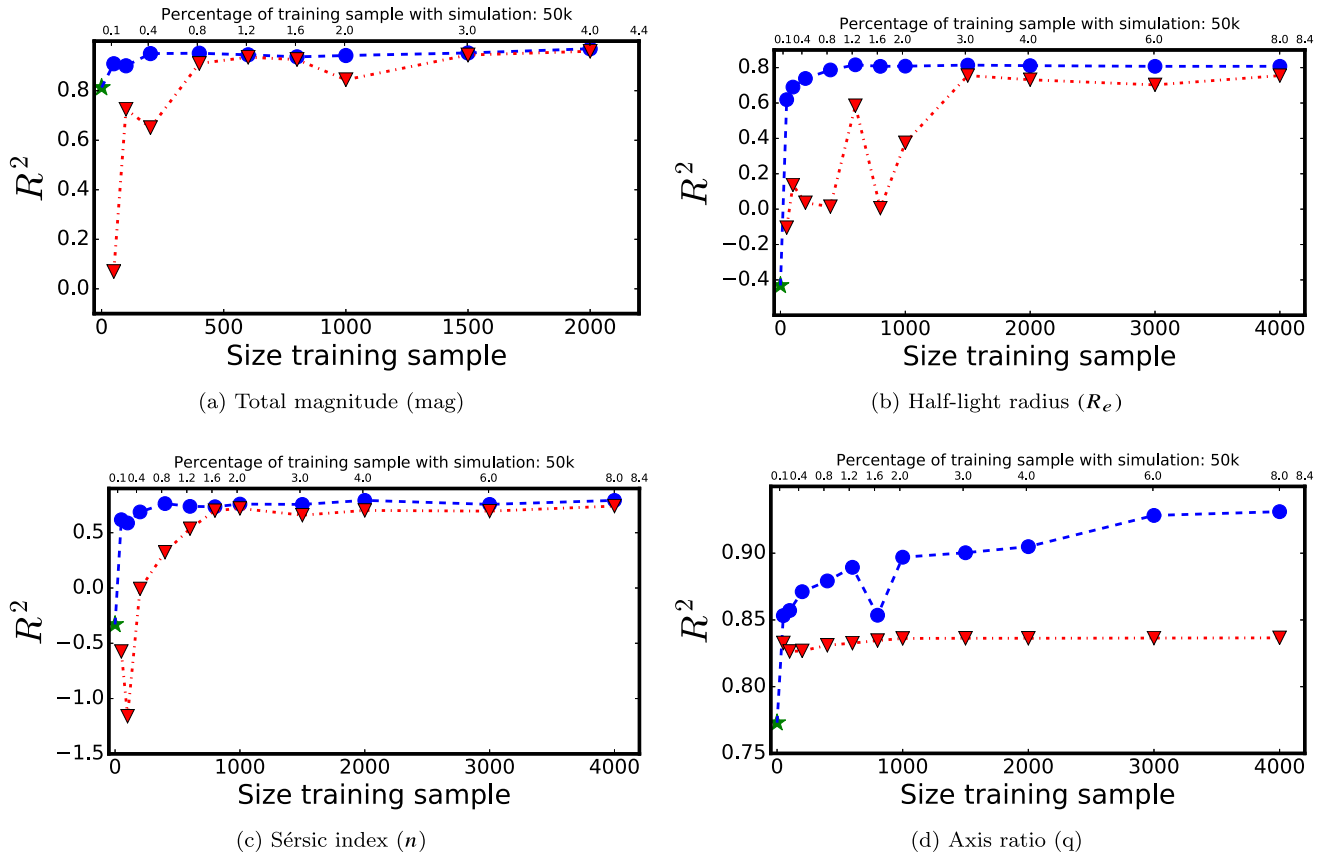 Percentage of training sample with simulation: 50k
0.1 0.4 0.8 1.2 1.6 2.0 3.0 4.0 4.4
R²
0.8
0.6
0.4
0.2
0.0
0 500 1000 1500 2000
Size training sample
(a) Total magnitude (mag)
Percentage of training sample with simulation: 50k
0.10.4 0.8 1.2 1.6 2.0 3.0 4.0 6.0 8.0 8.4
R²
0.8
0.6
0.4
0.2
0.0
−0.2
−0.4
0 1000 2000 3000 4000
Size training sample
(b) Half-light radius (Rₑ)
Percentage of training sample with simulation: 50k
0.10.4 0.8 1.2 1.6 2.0 3.0 4.0 6.0 8.0 8.4
R²
0.5
0.0
−0.5
−1.0
−1.5
0 1000 2000 3000 4000
Size training sample
(c) Sérsic index (n)
Percentage of training sample with simulation: 50k
0.10.4 0.8 1.2 1.6 2.0 3.0 4.0 6.0 8.0 8.4
R²
0.90
0.85
0.80
0.75
0 1000 2000 3000 4000
Size training sample
(d) Axis ratio (q)